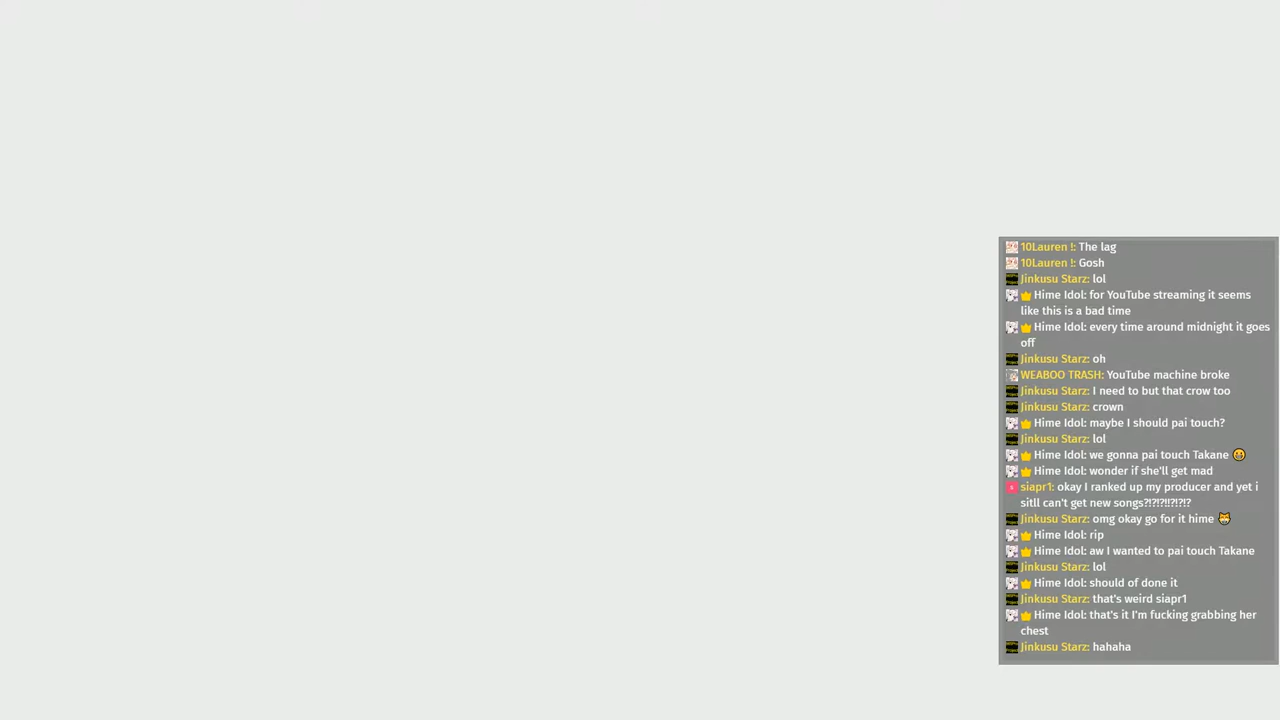 10Lauren !: The lag
10Lauren !: Gosh
Jinkusu Starz: lol
Hime Idol: for YouTube streaming it seems
like this is a bad time
Hime Idol: every time around midnight it goes
off
Jinkusu Starz: oh
WEABOO TRASH: YouTube machine broke
Jinkusu Starz: I need to but that crow too
Jinkusu Starz: crown
Hime Idol: maybe I should pai touch?
Jinkusu Starz: lol
Hime Idol: we gonna pai touch Takane 😀
Hime Idol: wonder if she'll get mad
siapr1: okay I ranked up my producer and yet i
sitll can't get new songs?!?!?!!?!?!?
Jinkusu Starz: omg okay go for it hime 😸
Hime Idol: rip
Hime Idol: aw I wanted to pai touch Takane
Jinkusu Starz: lol
Hime Idol: should of done it
Jinkusu Starz: that's weird siapr1
Hime Idol: that's it I'm fucking grabbing her
chest
Jinkusu Starz: hahaha